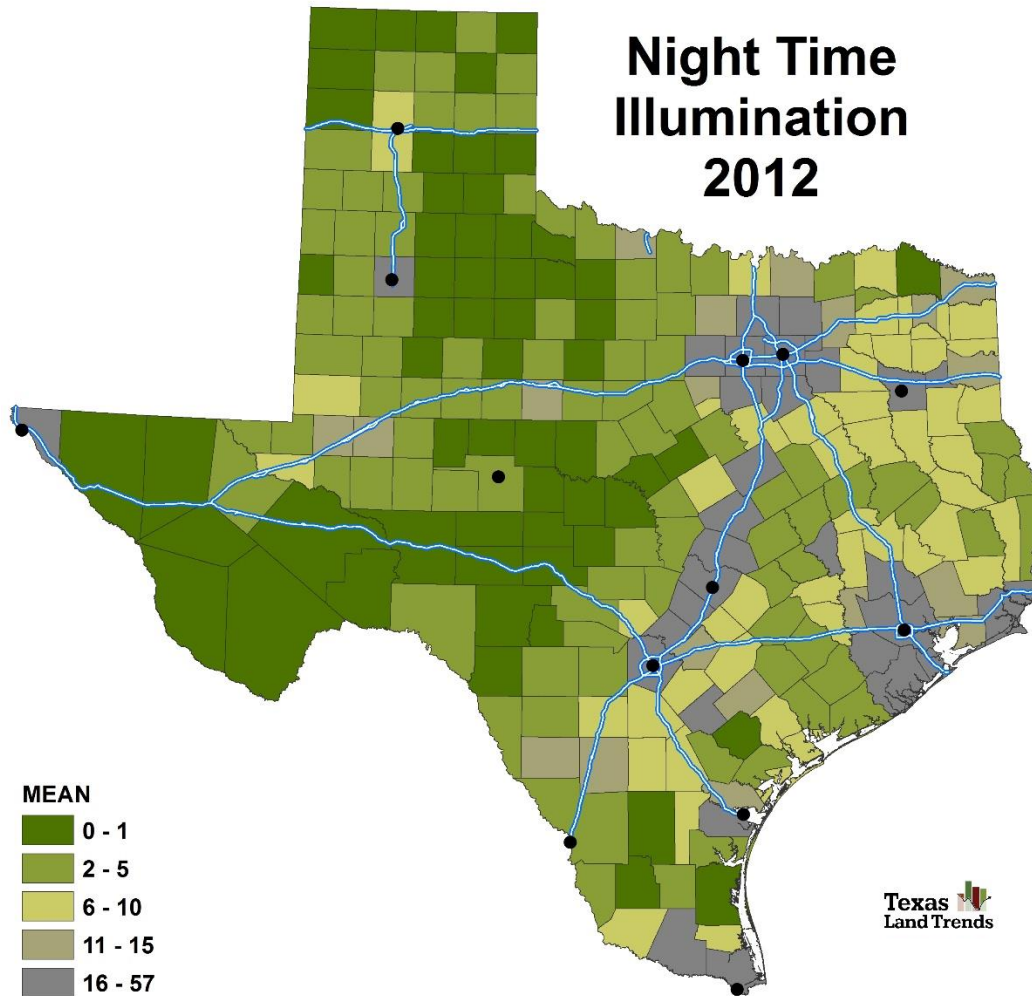 Night Time
Illumination
2012
MEAN
0 - 1
2 - 5
6 - 10
11 - 15
16 - 57
Texas
Land Trends